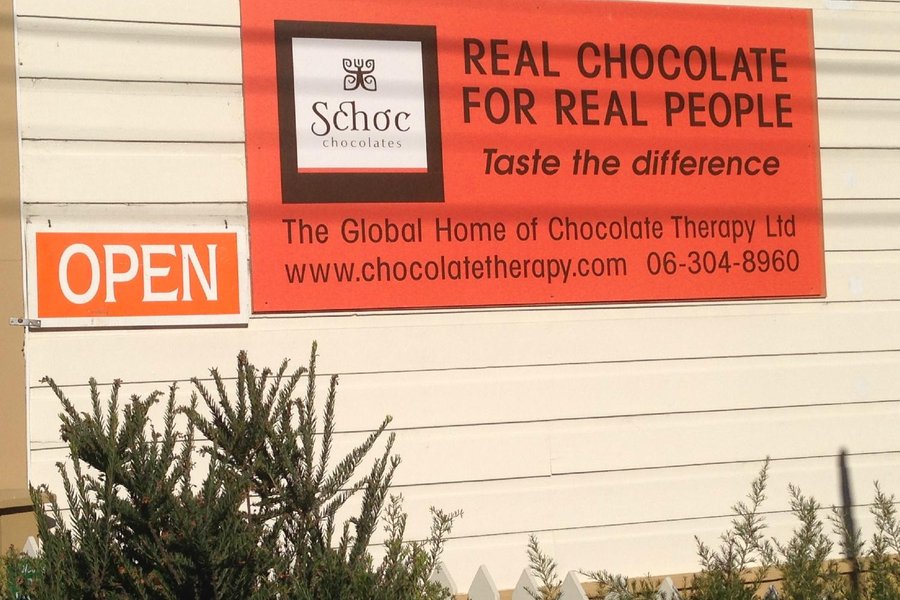 Schoc
chocolates
REAL CHOCOLATE
FOR REAL PEOPLE
Taste the difference
The Global Home of Chocolate Therapy Ltd
www.chocolatetherapy.com 06-304-8960
OPEN